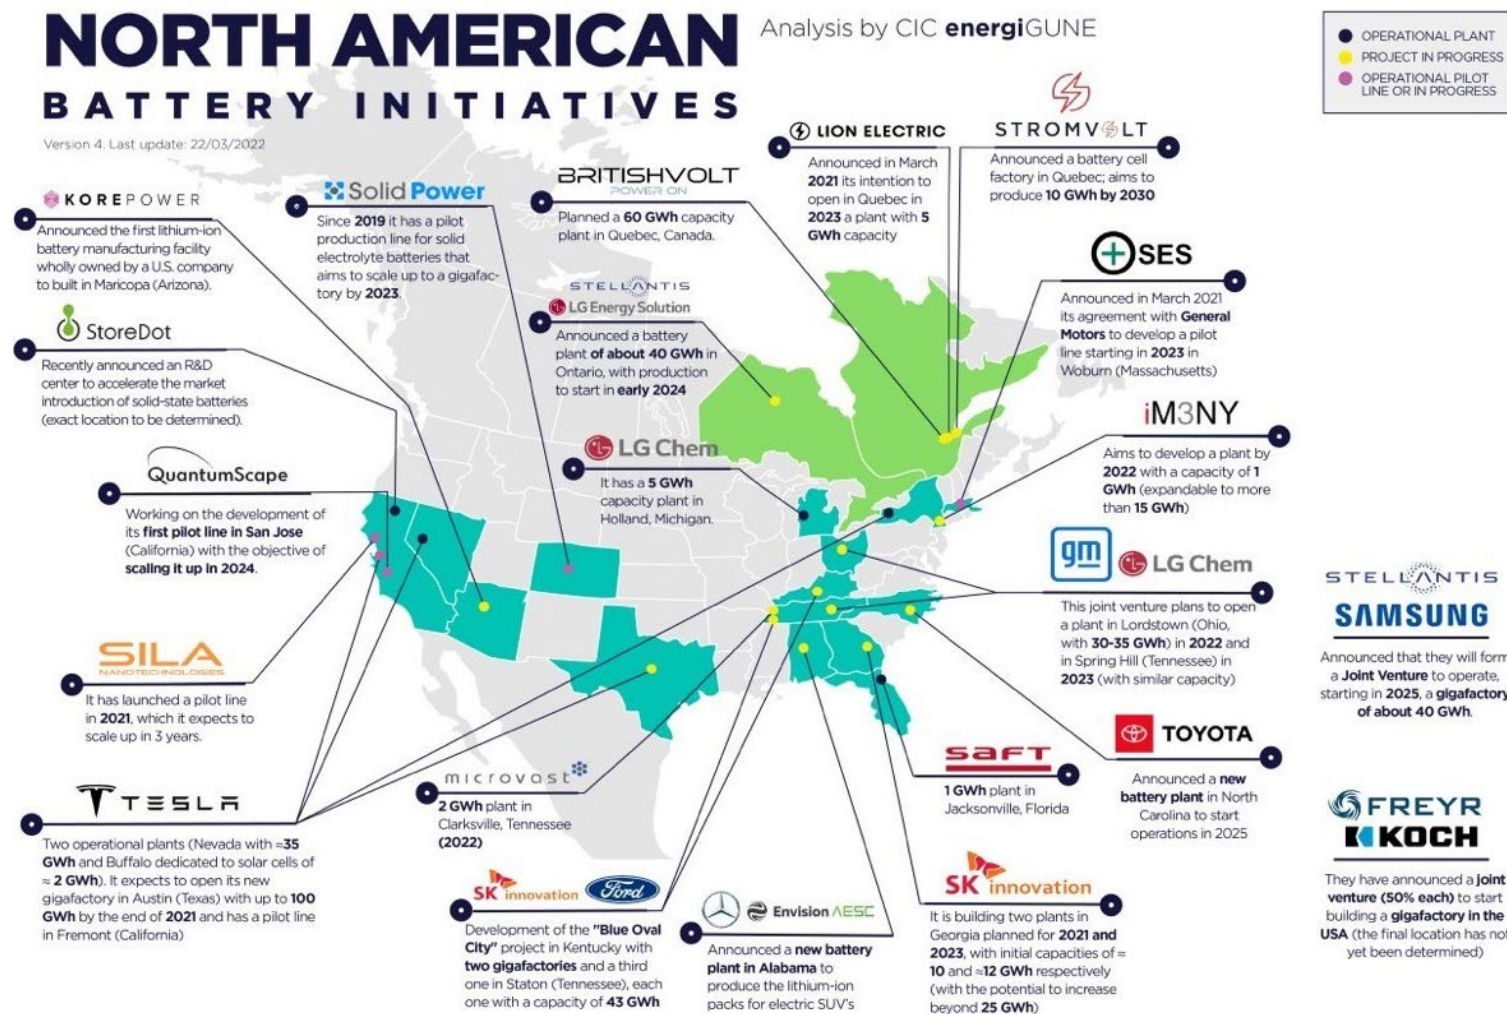 NORTH AMERICAN
BATTERY INITIATIVES
Analysis by CIC energiGUNE
Version 4. Last update: 22/03/2022
OPERATIONAL PLANT
PROJECT IN PROGRESS
OPERATIONAL PILOT
LINE OR IN PROGRESS
KOREPOWER
Announced the first lithium-ion
battery manufacturing facility
wholly owned by a U.S. company
to built in Maricopa (Arizona).
Solid Power
Since 2019 it has a pilot
production line for solid
electrolyte batteries that
aims to scale up to a gigafac-
tory by 2023.
BRITISHVOLT
POWER ON
Planned a 60 GWh capacity
plant in Quebec, Canada.
LION ELECTRIC
Announced in March
2021 its intention to
open in Quebec in
2023 a plant with 5
GWh capacity
STROMVOLT
Announced a battery cell
factory in Quebec; aims to
produce 10 GWh by 2030
StoreDot
Recently announced an R&D
center to accelerate the market
introduction of solid-state batteries
(exact location to be determined).
STELLANTIS
LG Energy Solution
Announced a battery
plant of about 40 GWh in
Ontario, with production
to start in early 2024
SES
Announced in March 2021
its agreement with General
Motors to develop a pilot
line starting in 2023 in
Woburn (Massachusetts)
QuantumScape
Working on the development of
its first pilot line in San Jose
(California) with the objective of
scaling it up in 2024.
LG Chem
It has a 5 GWh
capacity plant in
Holland, Michigan.
iM3NY
Aims to develop a plant by
2022 with a capacity of 1
GWh (expandable to more
than 15 GWh)
gm LG Chem
This joint venture plans to open
a plant in Lordstown (Ohio,
with 30-35 GWh) in 2022 and
in Spring Hill (Tennessee) in
2023 (with similar capacity)
STELLANTIS
SAMSUNG
Announced that they will form
a Joint Venture to operate,
starting in 2025, a gigafactory
of about 40 GWh.
SILA
NANOTECHNOLOGIES
It has launched a pilot line
in 2021, which it expects to
scale up in 3 years.
TESLA
Two operational plants (Nevada with ≈35
GWh and Buffalo dedicated to solar cells of
≈ 2 GWh). It expects to open its new
gigafactory in Austin (Texas) with up to 100
GWh by the end of 2021 and has a pilot line
in Fremont (California)
microvast
2 GWh plant in
Clarksville, Tennessee
(2022)
SK innovation Ford
Development of the "Blue Oval
City" project in Kentucky with
two gigafactories and a third
one in Staton (Tennessee), each
one with a capacity of 43 GWh
Envision AESC
Announced a new battery
plant in Alabama to
produce the lithium-ion
packs for electric SUV's
saft
1 GWh plant in
Jacksonville, Florida
SK innovation
It is building two plants in
Georgia planned for 2021 and
2023, with initial capacities of ≈
10 and ≈12 GWh respectively
(with the potential to increase
beyond 25 GWh)
TOYOTA
Announced a new
battery plant in North
Carolina to start
operations in 2025
FREYR
KOCH
They have announced a joint
venture (50% each) to start
building a gigafactory in the
USA (the final location has not
yet been determined)